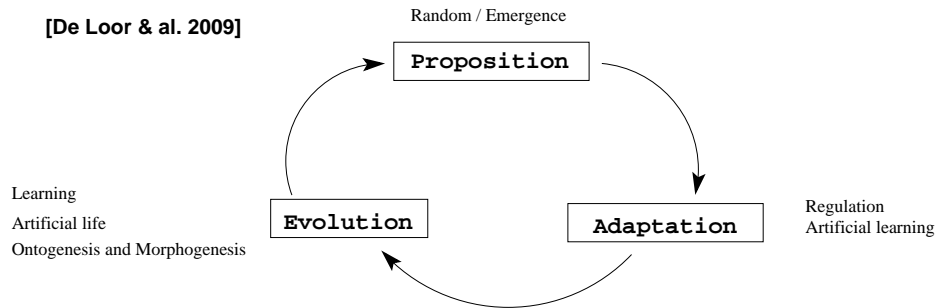 [De Loor & al. 2009]
Random / Emergence
Proposition
Learning
Artificial life
Ontogenesis and Morphogenesis
Evolution
Adaptation
Regulation
Artificial learning